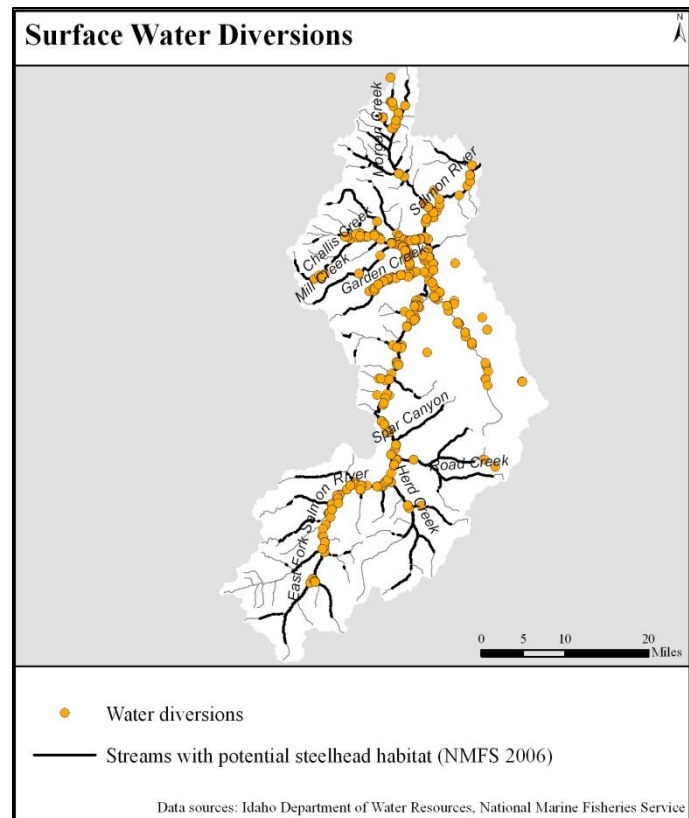 Surface Water Diversions
N
Morgan Creek
Salmon River
Challis Creek
Mill Creek
Garden Creek
Spar Canyon
Road Creek
Herd Creek
East Fork Salmon River
0 5 10 20
Miles
Water diversions
Streams with potential steelhead habitat (NMFS 2006)
Data sources: Idaho Department of Water Resources, National Marine Fisheries Service